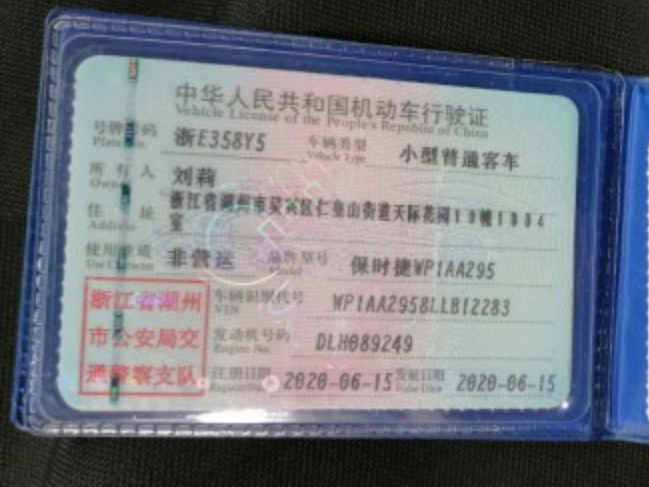 中华人民共和国机动车行驶证
Vehicle License of the People's Republic of China
号牌号码 浙E358Y5 车辆类型 小型普通客车
Plate No. Vehicle Type
所有人 刘莉
Owner
浙江省湖州市吴兴区仁皇山街道天际花园10幢1004
住址 室
Address
使用性质 非营运 品牌型号 保时捷WP1AA295
Use Character Model
浙江省湖州 车辆识别代号 WP1AA2958LLB12283
VIN
市公安局交 发动机号码 DLH089249
Engine No.
通警察支队 注册日期 2020-06-15 发证日期 2020-06-15
Register Date Issue Date